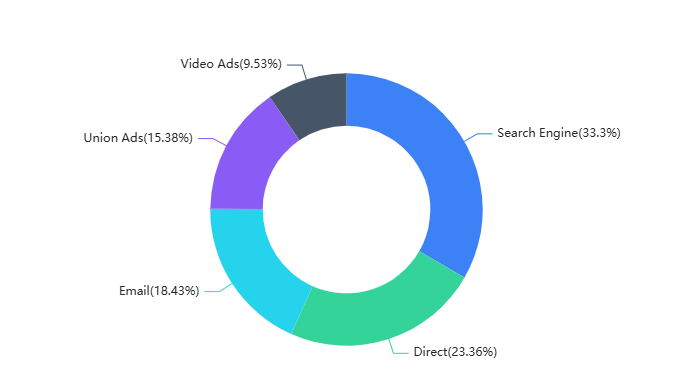 Video Ads(9.53%)
Search Engine(33.3%)
Union Ads(15.38%)
Email(18.43%)
Direct(23.36%)